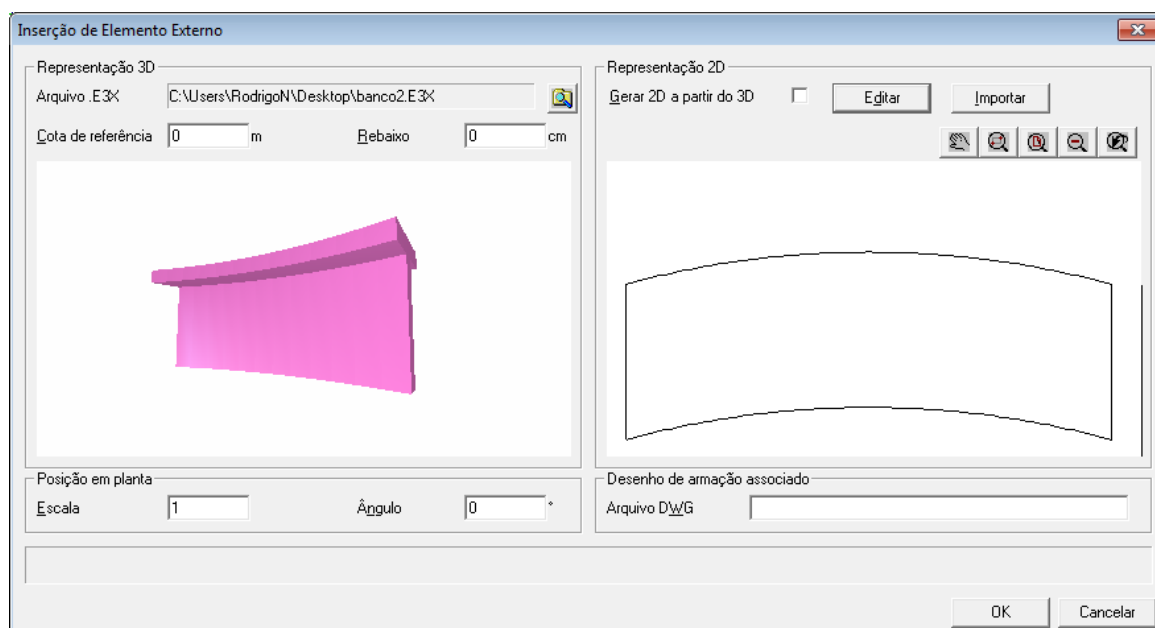 Inserção de Elemento Externo
Representação 3D
Arquivo .E3X C:\Users\RodrigoN\Desktop\banco2.E3X
Cota de referência 0 m Rebaixo 0 cm
Representação 2D
Gerar 2D a partir do 3D Editar Importar
Posição em planta
Escala 1 Ângulo 0 °
Desenho de armação associado
Arquivo DWG
OK Cancelar